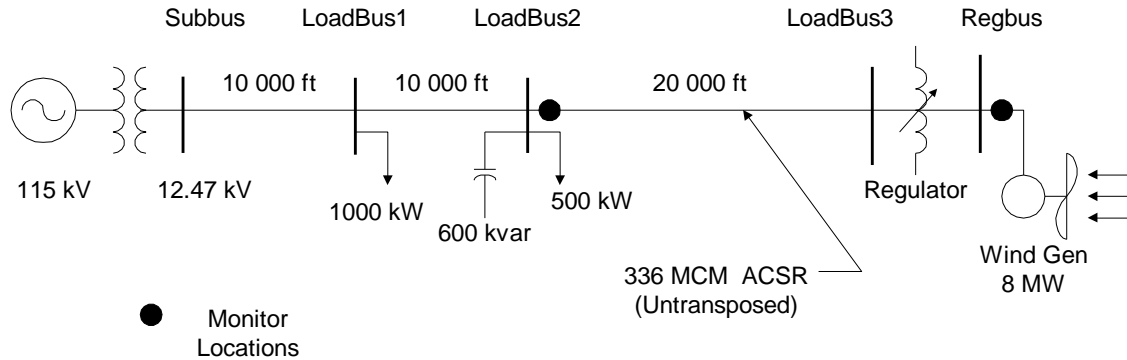 Subbus
LoadBus1
LoadBus2
LoadBus3
Regbus
10 000 ft
10 000 ft
20 000 ft
115 kV
12.47 kV
1000 kW
600 kvar
500 kW
Regulator
336 MCM ACSR
(Untransposed)
Wind Gen
8 MW
Monitor
Locations